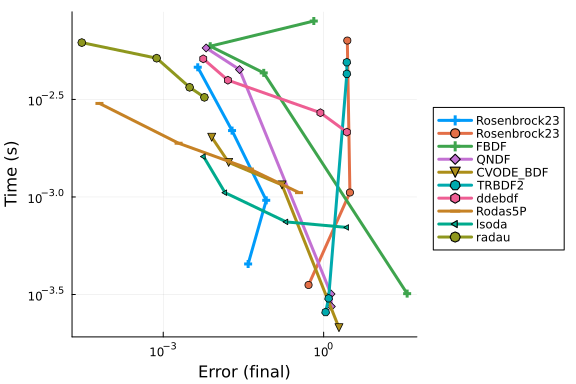 Time (s)
10^-2.5
10^-3.0
10^-3.5
10^-3
10^0
Error (final)
Rosenbrock23
Rosenbrock23
FBDF
QNDF
CVODE_BDF
TRBDF2
ddebdf
Rodas5P
lsoda
radau